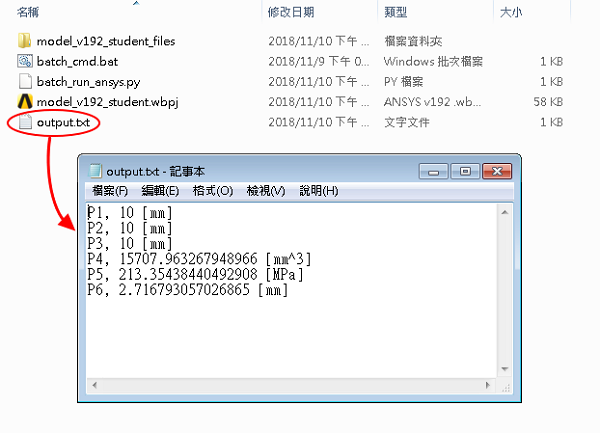 名稱 修改日期 類型 大小
model_v192_student_files 2018/11/10 下午 ... 檔案資料夾
batch_cmd.bat 2018/11/9 下午 0... Windows 批次檔案 1 KB
batch_run_ansys.py 2018/11/10 下午 ... PY 檔案 1 KB
model_v192_student.wbpj 2018/11/10 下午 ... ANSYS v192 .wb... 58 KB
output.txt 2018/11/10 下午 ... 文字文件 1 KB
output.txt - 記事本
檔案(F) 編輯(E) 格式(O) 檢視(V) 說明(H)
P1, 10 [mm]
P2, 10 [mm]
P3, 10 [mm]
P4, 15707.963267948966 [mm^3]
P5, 213.35438440492908 [MPa]
P6, 2.716793057026865 [mm]